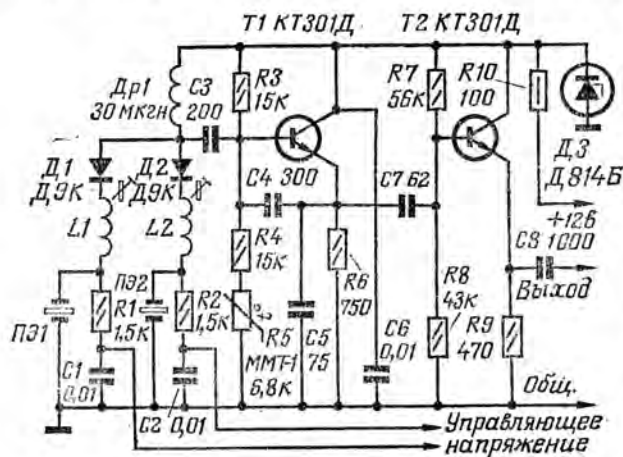 Т1 КТ301Д Т2 КТ301Д
Др1
30 мкгн
С3
200
R3
15к
R7
56к
R10
100
Д1
Д9К
Д2
Д9К
С4 300
С7 62
Д3
Д814Б
+12В
L1
L2
R4
15к
R6
750
С8 1000
Выход
ПЭ1
ПЭ2
R1
1,5к
R2
1,5к
R5
ММТ-1
6,8к
С5
75
С6
0,01
R8
43к
R9
470
С1
0,01
С2 0,01
Общ.
Управляющее
напряжение